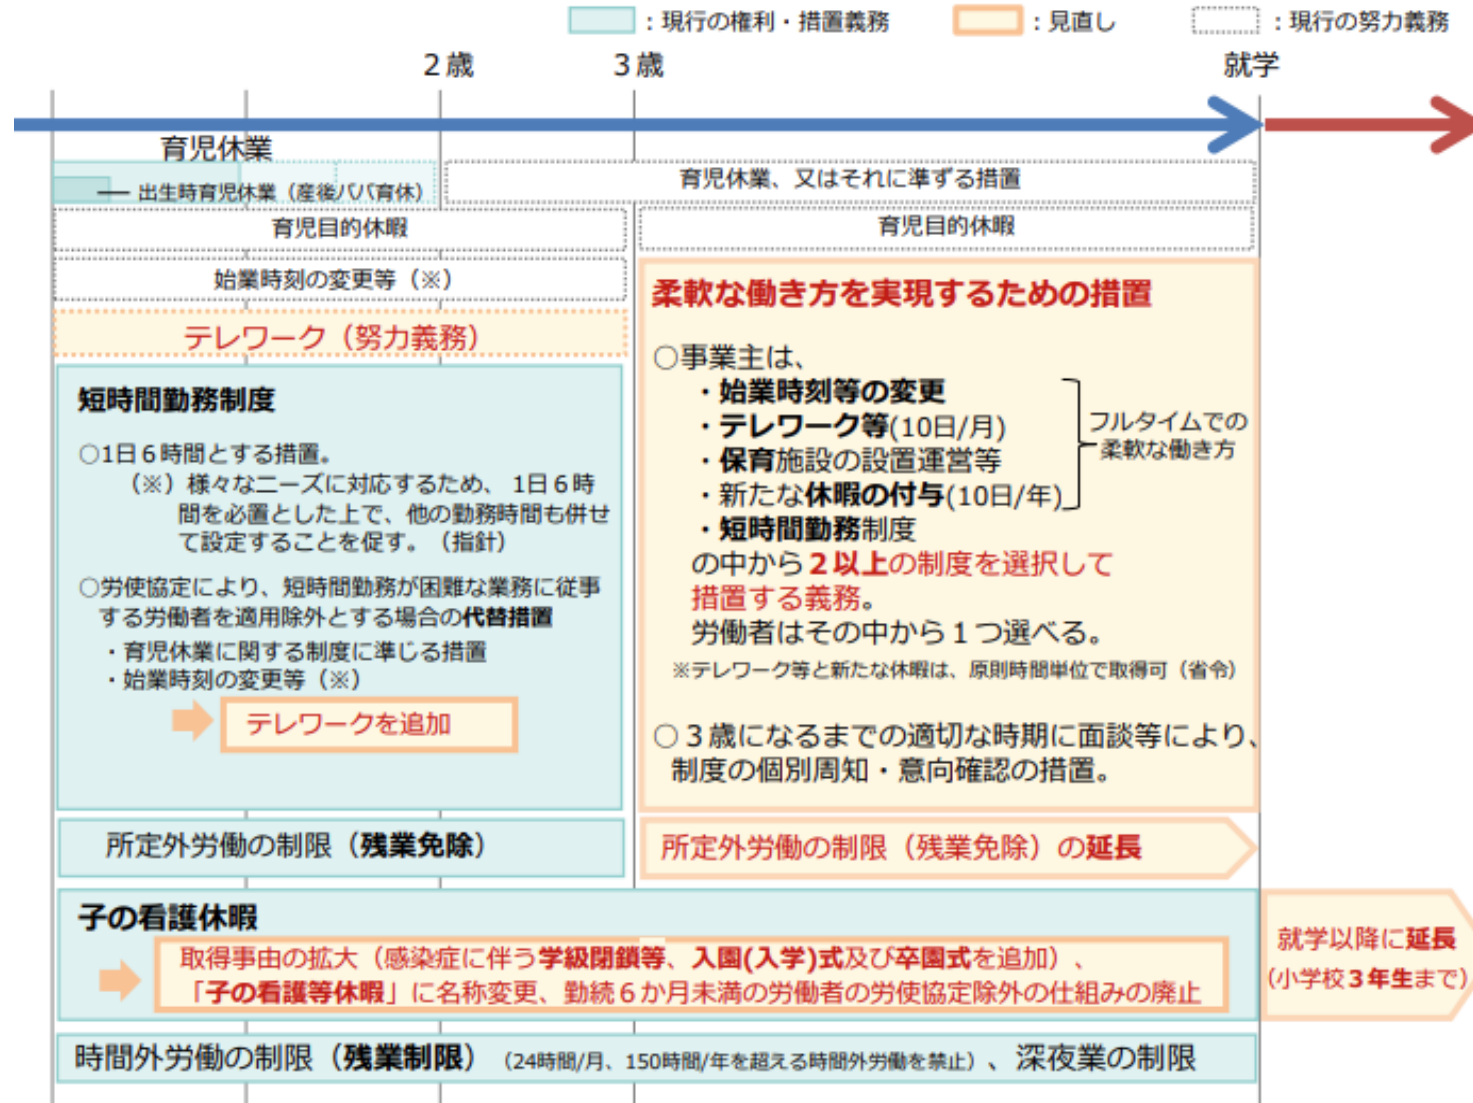 ：現行の権利・措置義務
：見直し
：現行の努力義務
２歳
３歳
就学
育児休業
出生時育児休業（産後パパ育休）
育児休業、又はそれに準ずる措置
育児目的休暇
育児目的休暇
始業時刻の変更等（※）
テレワーク（努力義務）
短時間勤務制度
○1日６時間とする措置。
（※）様々なニーズに対応するため、 1日６時
間を必置とした上で、他の勤務時間も併せ
て設定することを促す。（指針）
○労使協定により、短時間勤務が困難な業務に従事
する労働者を適用除外とする場合の代替措置
・育児休業に関する制度に準じる措置
・始業時刻の変更等（※）
テレワークを追加
柔軟な働き方を実現するための措置
○事業主は、
・始業時刻等の変更
・テレワーク等(10日/月)
・保育施設の設置運営等
・新たな休暇の付与(10日/年)
・短時間勤務制度
フルタイムでの
柔軟な働き方
の中から２以上の制度を選択して
措置する義務。
労働者はその中から１つ選べる。
※テレワーク等と新たな休暇は、原則時間単位で取得可（省令）
○３歳になるまでの適切な時期に面談等により、
制度の個別周知・意向確認の措置。
所定外労働の制限（残業免除）
所定外労働の制限（残業免除）の延長
子の看護休暇
取得事由の拡大（感染症に伴う学級閉鎖等、入園(入学)式及び卒園式を追加）、
「子の看護等休暇」に名称変更、勤続６か月未満の労働者の労使協定除外の仕組みの廃止
就学以降に延長
（小学校３年生まで）
時間外労働の制限（残業制限）（24時間/月、150時間/年を超える時間外労働を禁止）、深夜業の制限